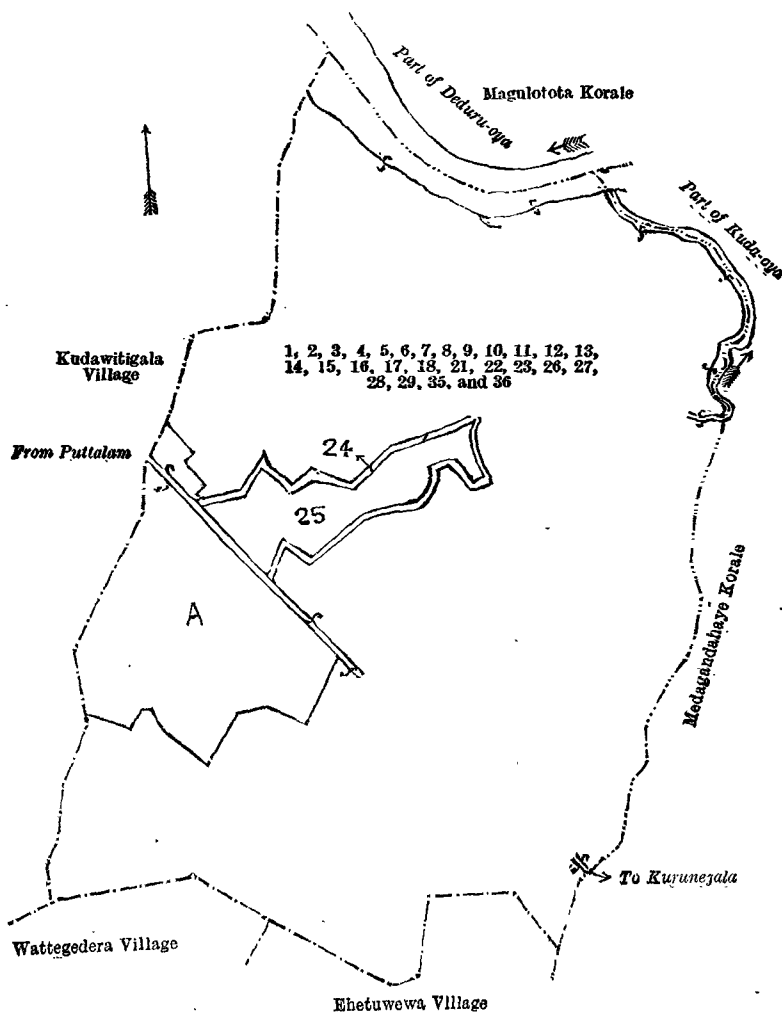 Part of Deduru-oya
Magulotota Korale
Part of Kuda-oya
Kudawitigala
Village
1, 2, 3, 4, 5, 6, 7, 8, 9, 10, 11, 12, 13,
14, 15, 16, 17, 18, 21, 22, 23, 26, 27,
28, 29, 35, and 36
From Puttalam
24
25
A
Medagandahaye Korale
To Kurunegala
Wattegedera Village
Ehetuwewa Village